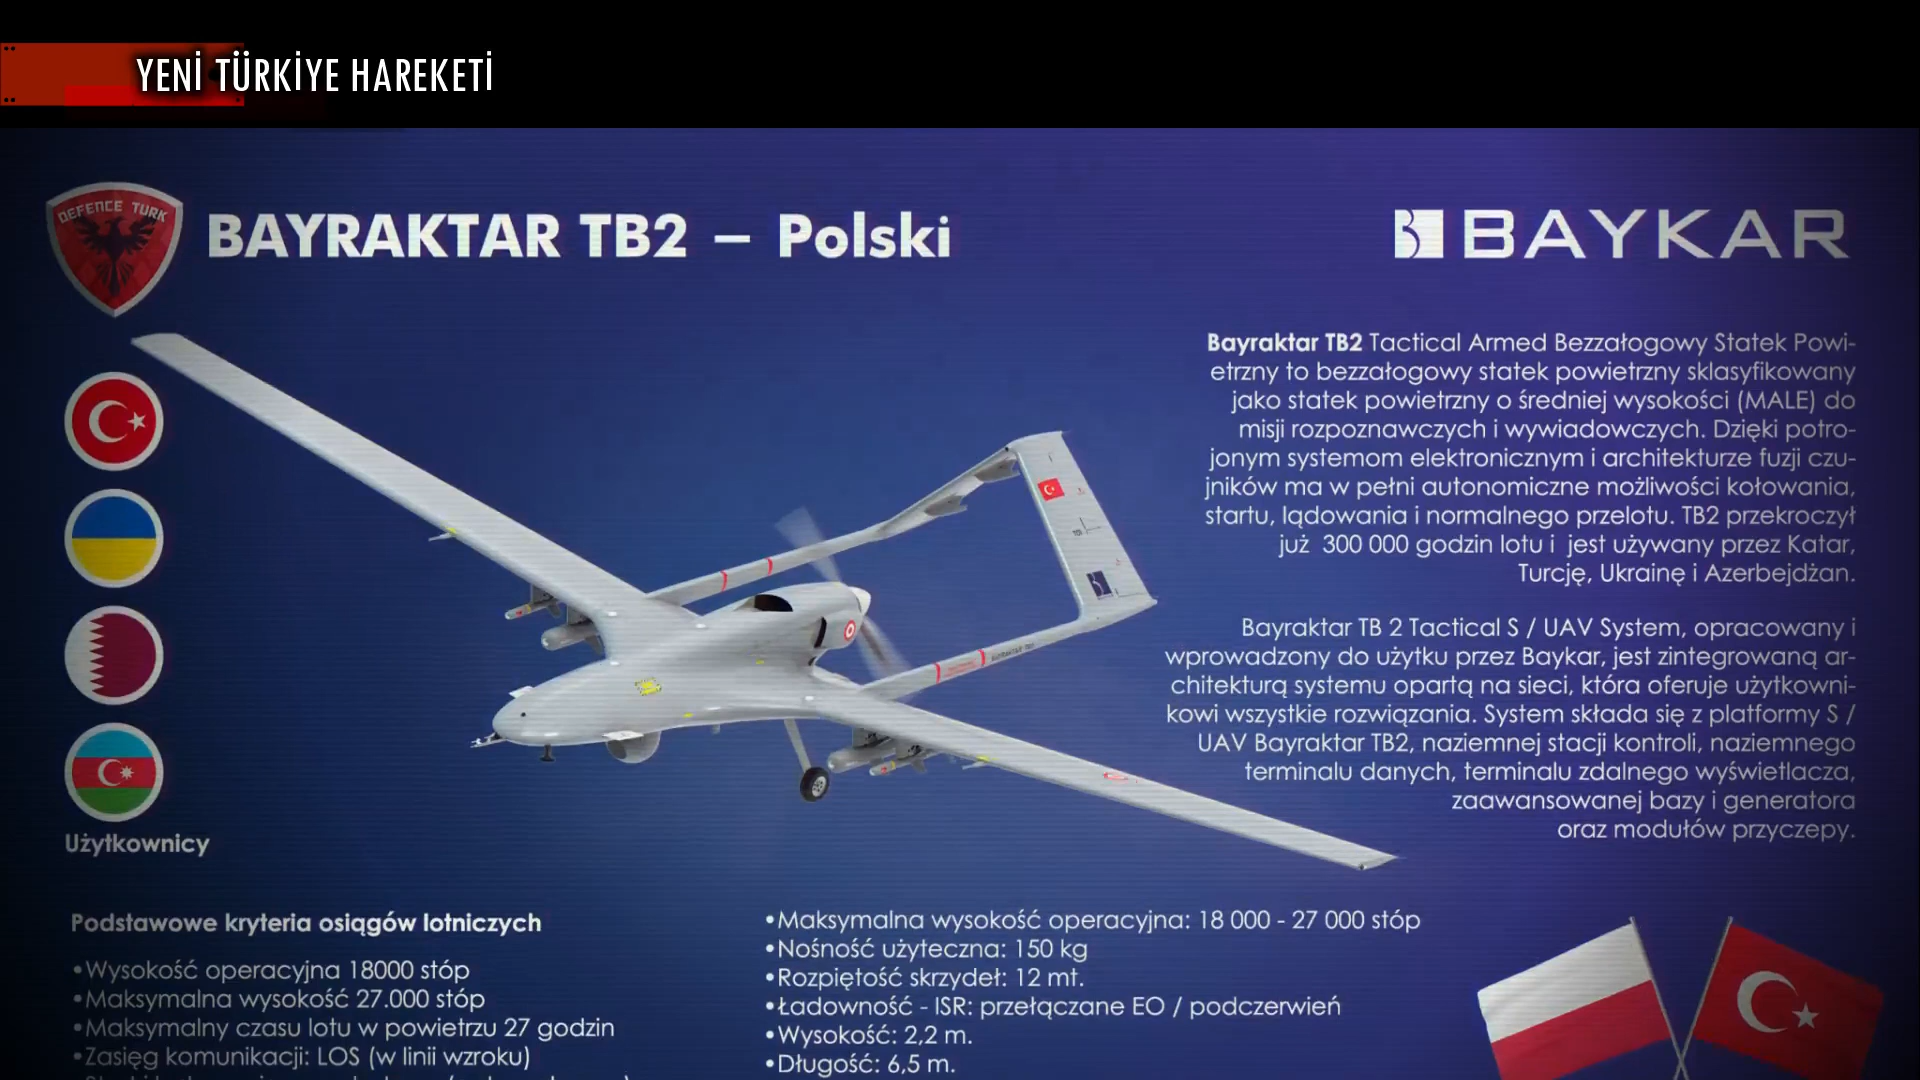 YENİ TÜRKİYE HAREKETİ
DEFENCE TURK
BAYRAKTAR TB2 – Polski
BAYKAR
Bayraktar TB2 Tactical Armed Bezzałogowy Statek Powi-
etrzny to bezzałogowy statek powietrzny sklasyfikowany
jako statek powietrzny o średniej wysokości (MALE) do
misji rozpoznawczych i wywiadowczych. Dzięki potro-
jonym systemom elektronicznym i architekturze fuzji czu-
jników ma w pełni autonomiczne możliwości kołowania,
startu, lądowania i normalnego przelotu. TB2 przekroczył
już 300 000 godzin lotu i jest używany przez Katar,
Turcję, Ukrainę i Azerbejdżan.
Bayraktar TB 2 Tactical S / UAV System, opracowany i
wprowadzony do użytku przez Baykar, jest zintegrowaną ar-
chitekturą systemu opartą na sieci, która oferuje użytkowni-
kowi wszystkie rozwiązania. System składa się z platformy S /
UAV Bayraktar TB2, naziemnej stacji kontroli, naziemnego
terminalu danych, terminalu zdalnego wyświetlacza,
zaawansowanej bazy i generatora
oraz modułów przyczepy.
Użytkownicy
Podstawowe kryteria osiągów lotniczych
•Wysokość operacyjna 18000 stóp
•Maksymalna wysokość 27.000 stóp
•Maksymalny czasu lotu w powietrzu 27 godzin
•Zasięg komunikacji: LOS (w linii wzroku)
•Maksymalna wysokość operacyjna: 18 000 - 27 000 stóp
•Nośność użyteczna: 150 kg
•Rozpiętość skrzydeł: 12 mt.
•Ładowność - ISR: przełączane EO / podczerwień
•Wysokość: 2,2 m.
•Długość: 6,5 m.